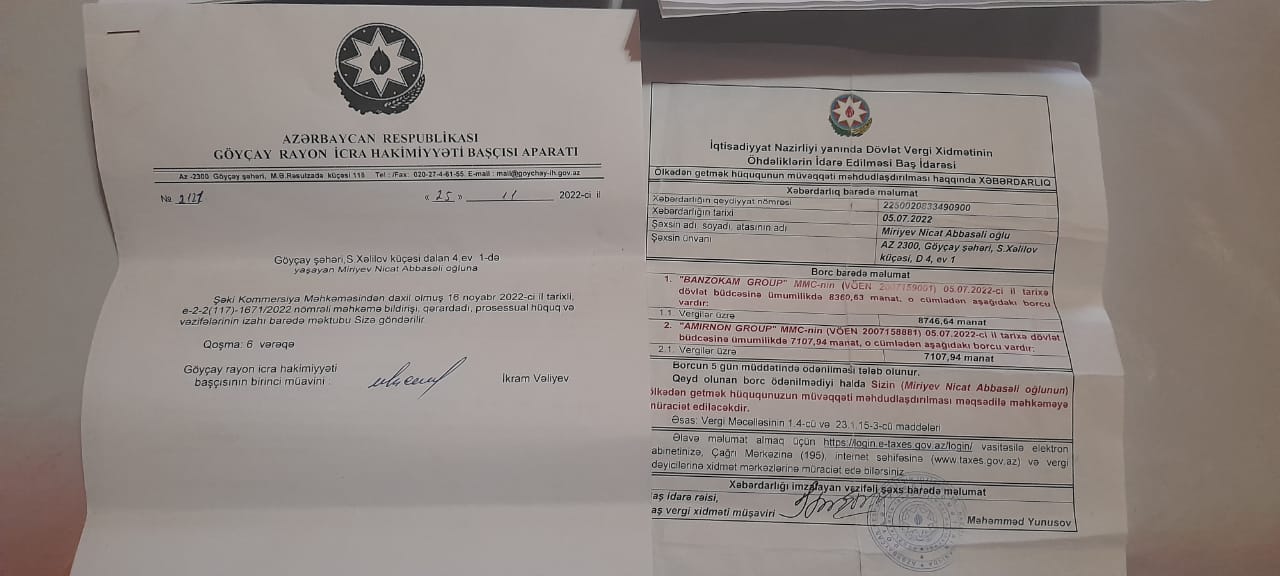 AZƏRBAYCAN RESPUBLİKASI
GÖYÇAY RAYON İCRA HAKİMİYYƏTİ BAŞÇISI APARATI
Az -2300 Göyçay şəhəri, M.Ə.Rəsulzadə küçəsi 118 Tel : /Fax: 020-27-4-61-55. E-mail : mail@goychay-ih.gov.az
№ 2127 « 25 » 11 2022-ci il
Göyçay şəhəri,S.Xəlilov küçəsi dalan 4 ev 1-də
yaşayan Miriyev Nicat Abbasəli oğluna
Şəki Kommersiya Məhkəməsindən daxil olmuş 16 noyabr 2022-ci il tarixli,
e-2-2(117)-1671/2022 nömrəli məhkəmə bildirişi, qərardadı, prosessual hüquq və
vəzifələrinin izahı barədə məktubu Sizə göndərilir.
Qoşma: 6 vərəqə
Göyçay rayon icra hakimiyyəti
başçısının birinci müavini : İkram Vəliyev
İqtisadiyyat Nazirliyi yanında Dövlət Vergi Xidmətinin
Öhdəliklərin İdarə Edilməsi Baş İdarəsi
Ölkədən getmək hüququnun müvəqqəti məhdudlaşdırılması haqqında XƏBƏRDARLIQ
Xəbərdarlıq barədə məlumat
Xəbərdarlığın qeydiyyat nömrəsi 2250020833490900
Xəbərdarlığın tarixi 05.07.2022
Şəxsin adı, soyadı, atasının adı Miriyev Nicat Abbasəli oğlu
Şəxsin ünvanı AZ 2300, Göyçay şəhəri, S.Xəlilov
küçəsi, D 4, ev 1
Borc barədə məlumat
1. "BANZOKAM GROUP" MMC-nin (VÖEN 2007159001) 05.07.2022-ci il tarixə
dövlət büdcəsinə ümumilikdə 8360,63 manat, o cümlədən aşağıdakı borcu
vardır:
1.1. Vergilər üzrə 8746,64 manat
2. "AMIRNON GROUP" MMC-nin (VÖEN 2007158881) 05.07.2022-ci il tarixə dövlət
büdcəsinə ümumilikdə 7107,94 manat, o cümlədən aşağıdakı borcu vardır:
2.1. Vergilər üzrə 7107,94 manat
Borcun 5 gün müddətində ödənilməsi tələb olunur.
Qeyd olunan borc ödənilmədiyi halda Sizin (Miriyev Nicat Abbasəli oğlunun)
ölkədən getmək hüququnuzun müvəqqəti məhdudlaşdırılması məqsədilə məhkəməyə
müraciət ediləcəkdir.
Əsas: Vergi Məcəlləsinin 1.4-cü və 23.1.15-3-cü maddələri
Əlavə məlumat almaq üçün https://login.e-taxes.gov.az/login/ vasitəsilə elektron
abinetinizə, Çağrı Mərkəzinə (195), internet səhifəsinə (www.taxes.gov.az) və vergi
dəyicilərinə xidmət mərkəzlərinə müraciət edə bilərsiniz
Xəbərdarlığı imzalayan vəzifəli şəxs barədə məlumat
aş idarə rəisi,
aş vergi xidməti müşaviri Məhəmməd Yunusov